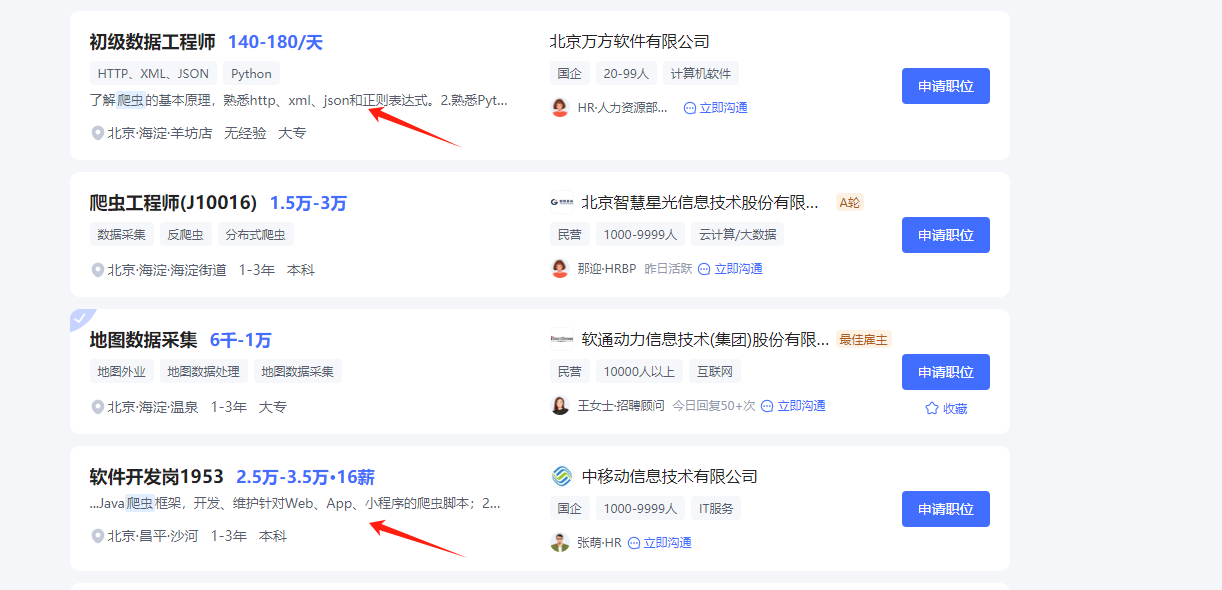 初级数据工程师 140-180/天
北京万方软件有限公司
HTTP、XML、JSON Python
国企 20-99人 计算机软件
申请职位
了解爬虫的基本原理，熟悉http、xml、json和正则表达式。2.熟悉Pyt...
HR·人力资源部... 立即沟通
北京·海淀·羊坊店 无经验 大专
爬虫工程师(J10016) 1.5万-3万
北京智慧星光信息技术股份有限... A轮
数据采集 反爬虫 分布式爬虫
民营 1000-9999人 云计算/大数据
申请职位
北京·海淀·海淀街道 1-3年 本科
那迎·HRBP 昨日活跃 立即沟通
地图数据采集 6千-1万
软通动力信息技术(集团)股份有限... 最佳雇主
地图外业 地图数据处理 地图数据采集
民营 10000人以上 互联网
申请职位
北京·海淀·温泉 1-3年 大专
王女士·招聘顾问 今日回复50+次 立即沟通
收藏
软件开发岗1953 2.5万-3.5万·16薪
中移动信息技术有限公司
...Java爬虫框架，开发、维护针对Web、App、小程序的爬虫脚本；2...
国企 1000-9999人 IT服务
申请职位
北京·昌平·沙河 1-3年 本科
张萌·HR 立即沟通